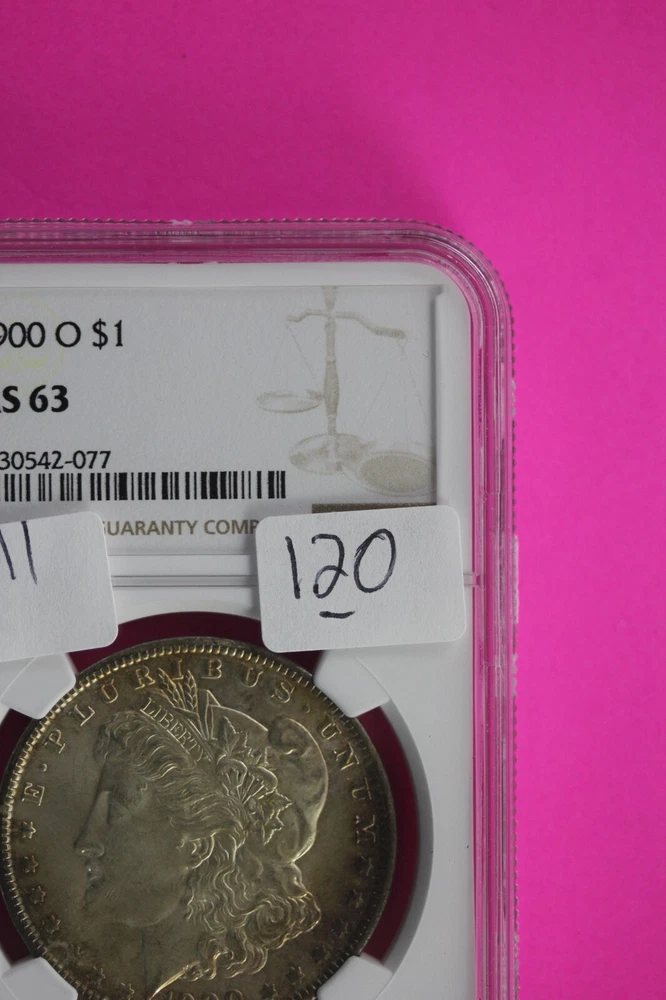 900 O $1
S 63
30542-077
GUARANTY COMP
11
120
E · PLURIBUS · UNUM
LIBERTY